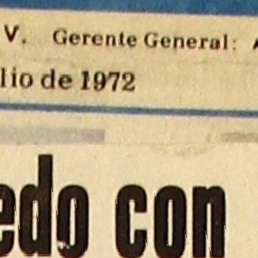 V. Gerente General:
lio de 1972
edo con